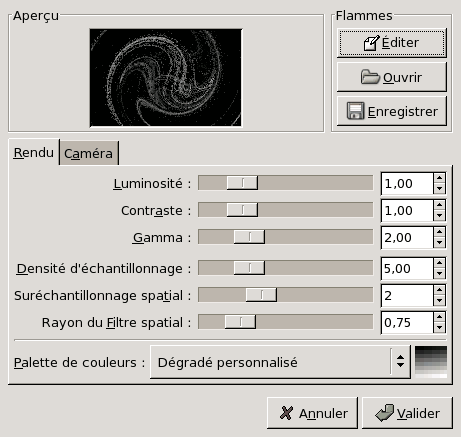 Aperçu
Flammes
Éditer
Ouvrir
Enregistrer
Rendu
Caméra
Luminosité : 1,00
Contraste : 1,00
Gamma : 2,00
Densité d'échantillonnage : 5,00
Suréchantillonnage spatial : 2
Rayon du Filtre spatial : 0,75
Palette de couleurs : Dégradé personnalisé
Annuler
Valider